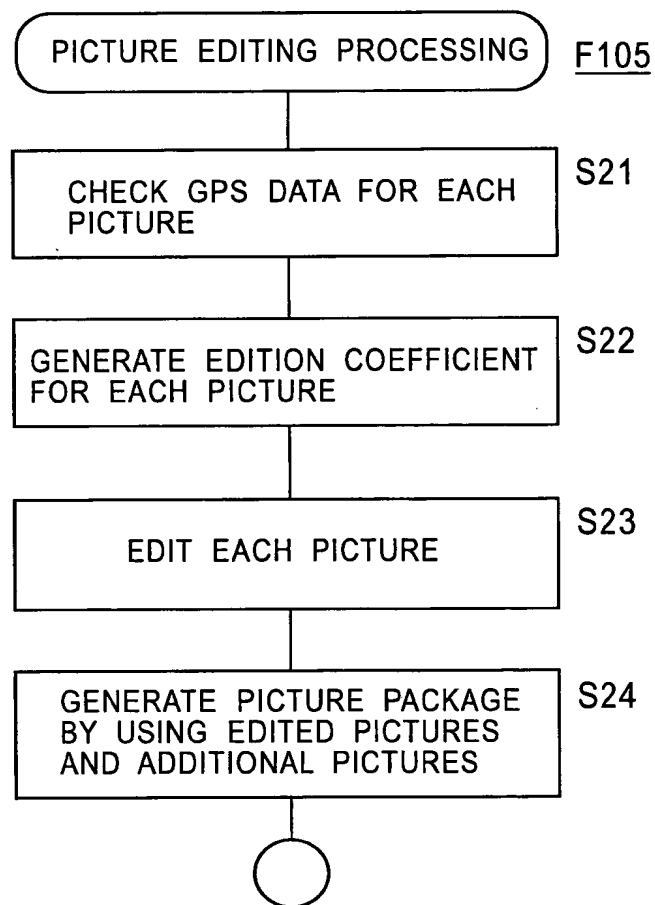 PICTURE EDITING PROCESSING
F105
S21
CHECK GPS DATA FOR EACH
PICTURE
S22
GENERATE EDITION COEFFICIENT
FOR EACH PICTURE
S23
EDIT EACH PICTURE
S24
GENERATE PICTURE PACKAGE
BY USING EDITED PICTURES
AND ADDITIONAL PICTURES